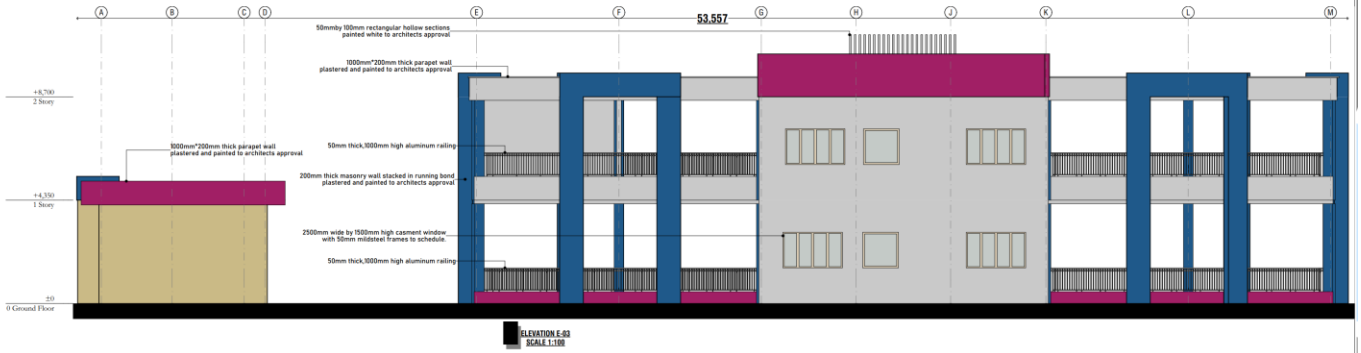 A B C D E F G H J K L M
53.557
50mmby 100mm rectangular hollow sections
painted white to architects approval
1000mm*200mm thick parapet wall
plastered and painted to architects approval
+8,700
2 Story
50mm thick,1000mm high aluminum railing
1000mm*200mm thick parapet wall
plastered and painted to architects approval
200mm thick masonry wall stacked in running bond
plastered and painted to architects approval
+4,350
1 Story
2500mm wide by 1500mm high casment window
with 50mm mildsteel frames to schedule.
50mm thick,1000mm high aluminum railing
±0
0 Ground Floor
ELEVATION E-03
SCALE 1:100